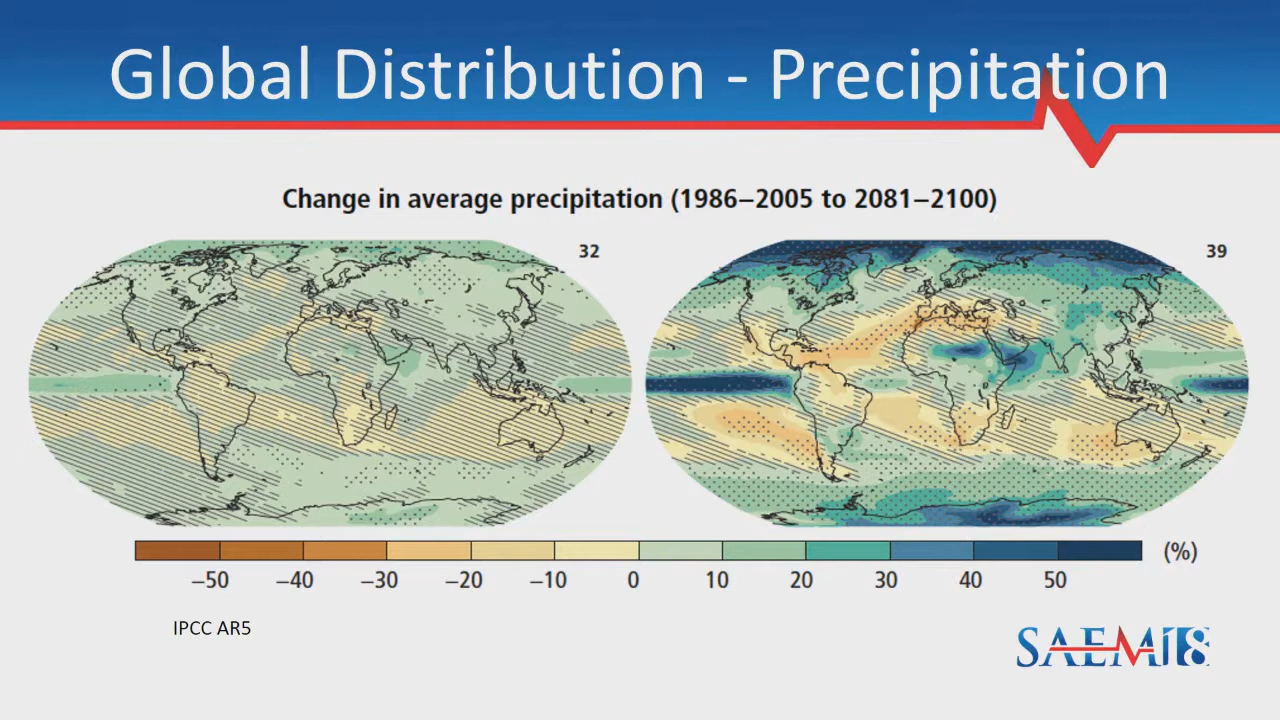 Global Distribution - Precipitation
Change in average precipitation (1986–2005 to 2081–2100)
32
39
–50 –40 –30 –20 –10 0 10 20 30 40 50 (%)
IPCC AR5
SAEM18